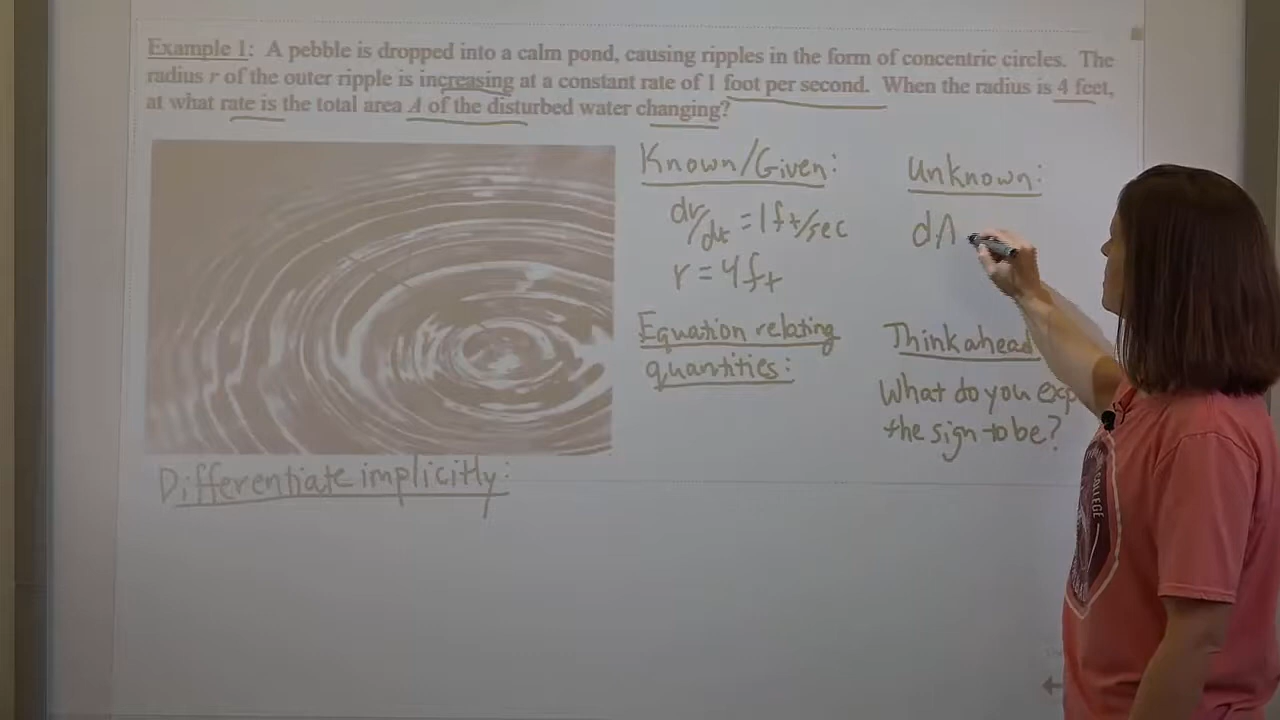 Example 1: A pebble is dropped into a calm pond, causing ripples in the form of concentric circles. The
radius r of the outer ripple is increasing at a constant rate of 1 foot per second. When the radius is 4 feet,
at what rate is the total area A of the disturbed water changing?
Known/Given:
dr/dt = 1ft/sec
r = 4ft
Unknown:
dA
Equation relating
quantities:
Think ahead
What do you exp
the sign to be?
Differentiate implicitly:
COLLEGE